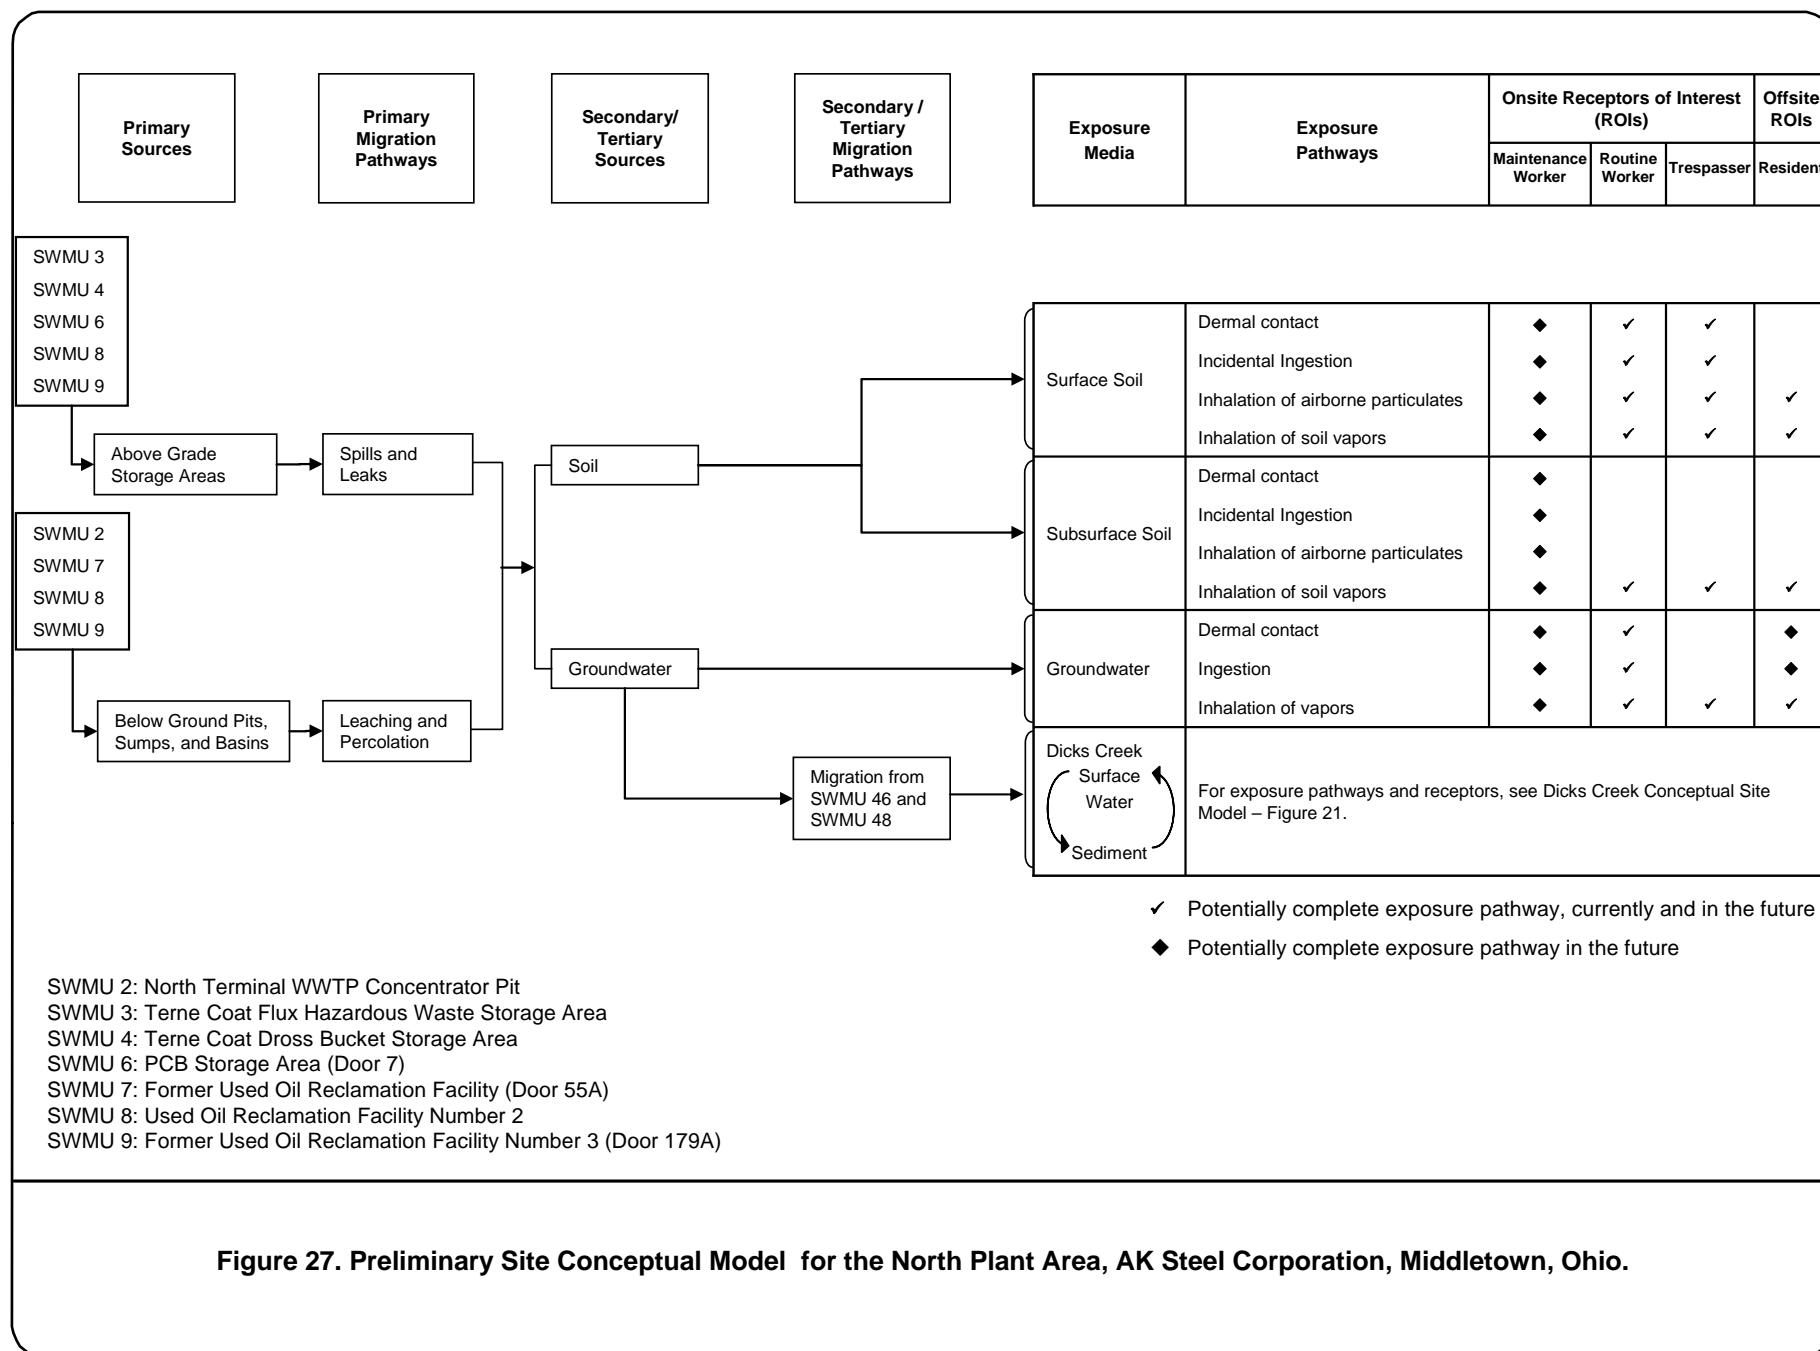 Primary
Sources
Primary
Migration
Pathways
Secondary/
Tertiary
Sources
Secondary /
Tertiary
Migration
Pathways
Exposure
Media
Exposure
Pathways
Onsite Receptors of Interest
(ROIs)
Offsite
ROIs
Maintenance
Worker
Routine
Worker
Trespasser
Resident
SWMU 3
SWMU 4
SWMU 6
SWMU 8
SWMU 9
Above Grade
Storage Areas
Spills and
Leaks
SWMU 2
SWMU 7
SWMU 8
SWMU 9
Below Ground Pits,
Sumps, and Basins
Leaching and
Percolation
Soil
Groundwater
Migration from
SWMU 46 and
SWMU 48
Surface Soil
Dermal contact ◆ ✓ ✓
Incidental Ingestion ◆ ✓ ✓
Inhalation of airborne particulates ◆ ✓ ✓ ✓
Inhalation of soil vapors ◆ ✓ ✓ ✓
Subsurface Soil
Dermal contact ◆
Incidental Ingestion ◆
Inhalation of airborne particulates ◆
Inhalation of soil vapors ◆ ✓ ✓ ✓
Groundwater
Dermal contact ◆ ✓ ◆
Ingestion ◆ ✓ ◆
Inhalation of vapors ◆ ✓ ✓ ✓
Dicks Creek
Surface
Water
Sediment
For exposure pathways and receptors, see Dicks Creek Conceptual Site
Model – Figure 21.
✓ Potentially complete exposure pathway, currently and in the future
◆ Potentially complete exposure pathway in the future
SWMU 2: North Terminal WWTP Concentrator Pit
SWMU 3: Terne Coat Flux Hazardous Waste Storage Area
SWMU 4: Terne Coat Dross Bucket Storage Area
SWMU 6: PCB Storage Area (Door 7)
SWMU 7: Former Used Oil Reclamation Facility (Door 55A)
SWMU 8: Used Oil Reclamation Facility Number 2
SWMU 9: Former Used Oil Reclamation Facility Number 3 (Door 179A)
Figure 27. Preliminary Site Conceptual Model for the North Plant Area, AK Steel Corporation, Middletown, Ohio.